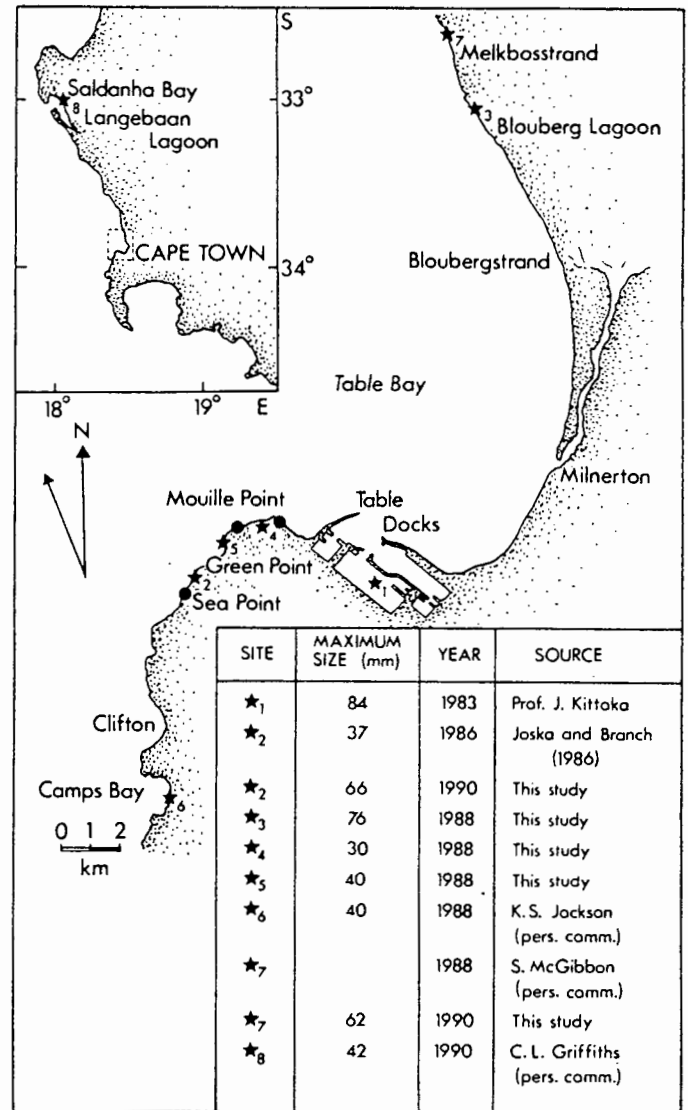 S
Saldanha Bay
8
Langebaan
Lagoon
33°
CAPE TOWN
34°
18°
19°
E
7
Melkbosstrand
3
Blouberg Lagoon
Bloubergstrand
Table Bay
Milnerton
N
Mouille Point
Table
Docks
4
5
1
Green Point
2
Sea Point
Clifton
Camps Bay
6
0 1 2
km
SITE MAXIMUM SIZE (mm) YEAR SOURCE
★1 84 1983 Prof. J. Kittoka
★2 37 1986 Joska and Branch
(1986)
★2 66 1990 This study
★3 76 1988 This study
★4 30 1988 This study
★5 40 1988 This study
★6 40 1988 K.S. Jackson
(pers. comm.)
★7 1988 S. McGibbon
(pers. comm.)
★7 62 1990 This study
★8 42 1990 C.L. Griffiths
(pers. comm.)